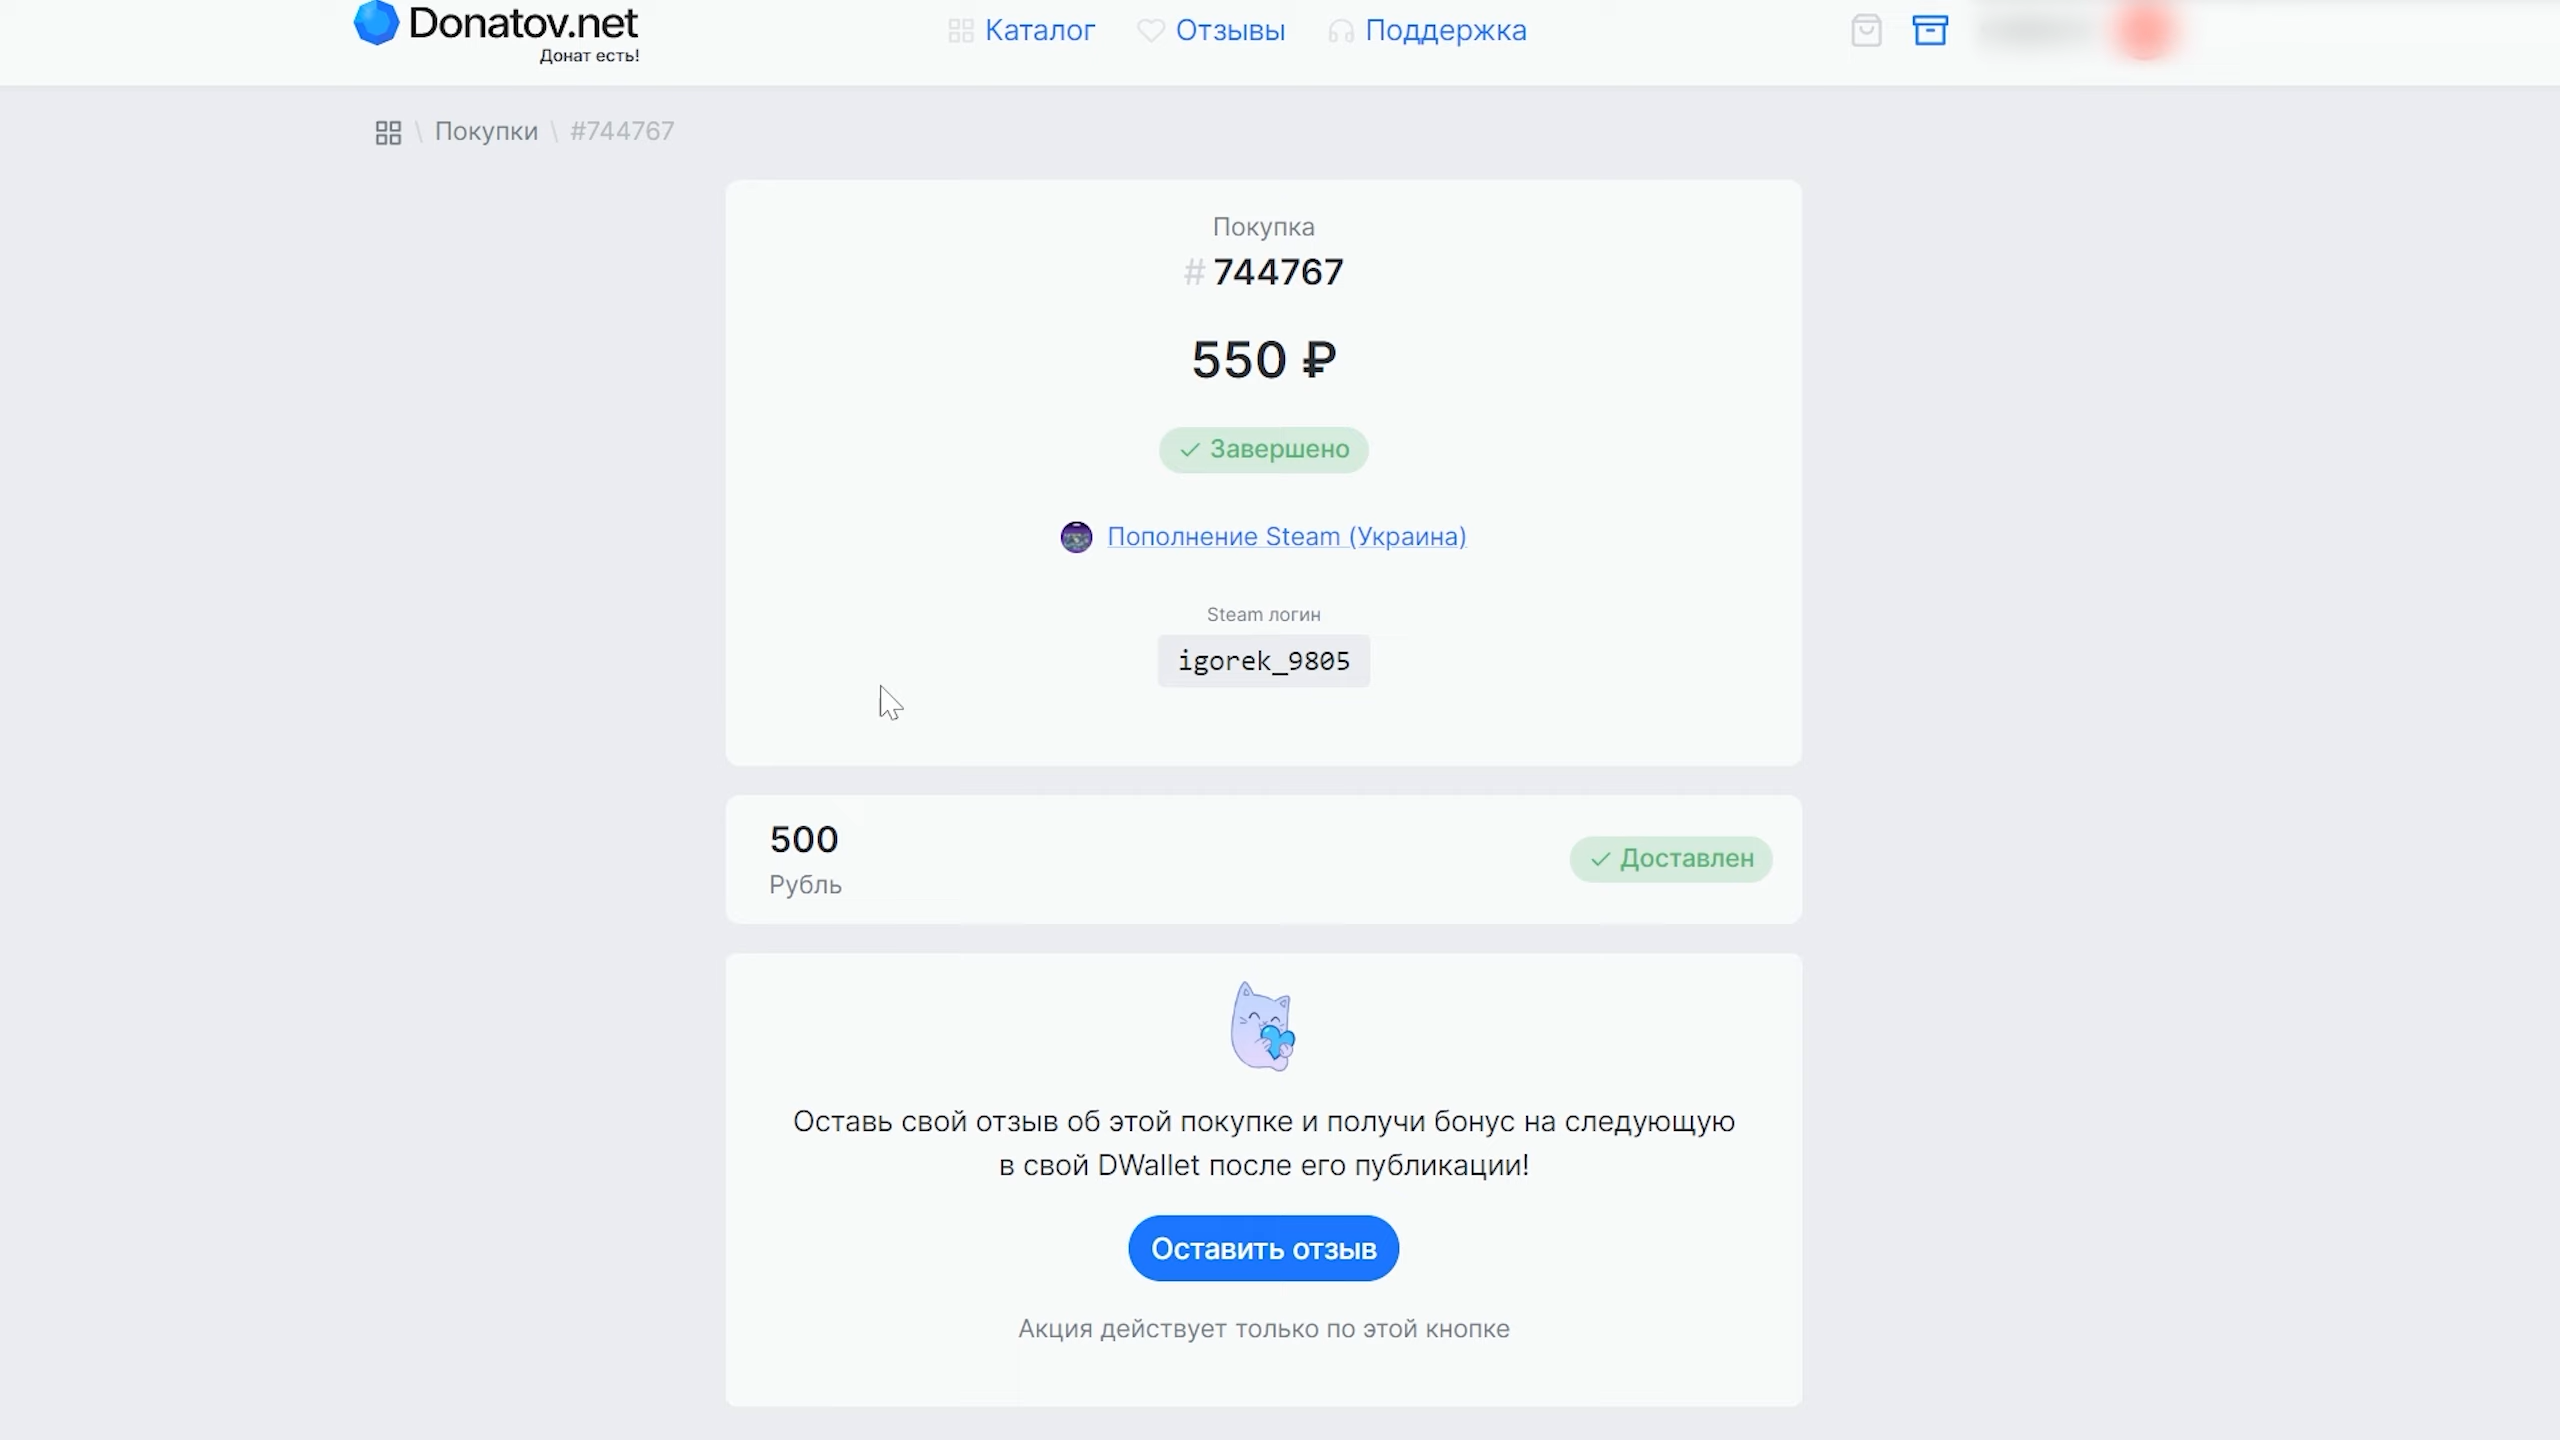 Donatov.net
Донат есть!
Каталог
Отзывы
Поддержка
\ Покупки \ #744767
Покупка
# 744767
550 ₽
Завершено
Пополнение Steam (Украина)
Steam логин
igorek_9805
500
Рубль
Доставлен
Оставь свой отзыв об этой покупке и получи бонус на следующую
в свой DWallet после его публикации!
Оставить отзыв
Акция действует только по этой кнопке